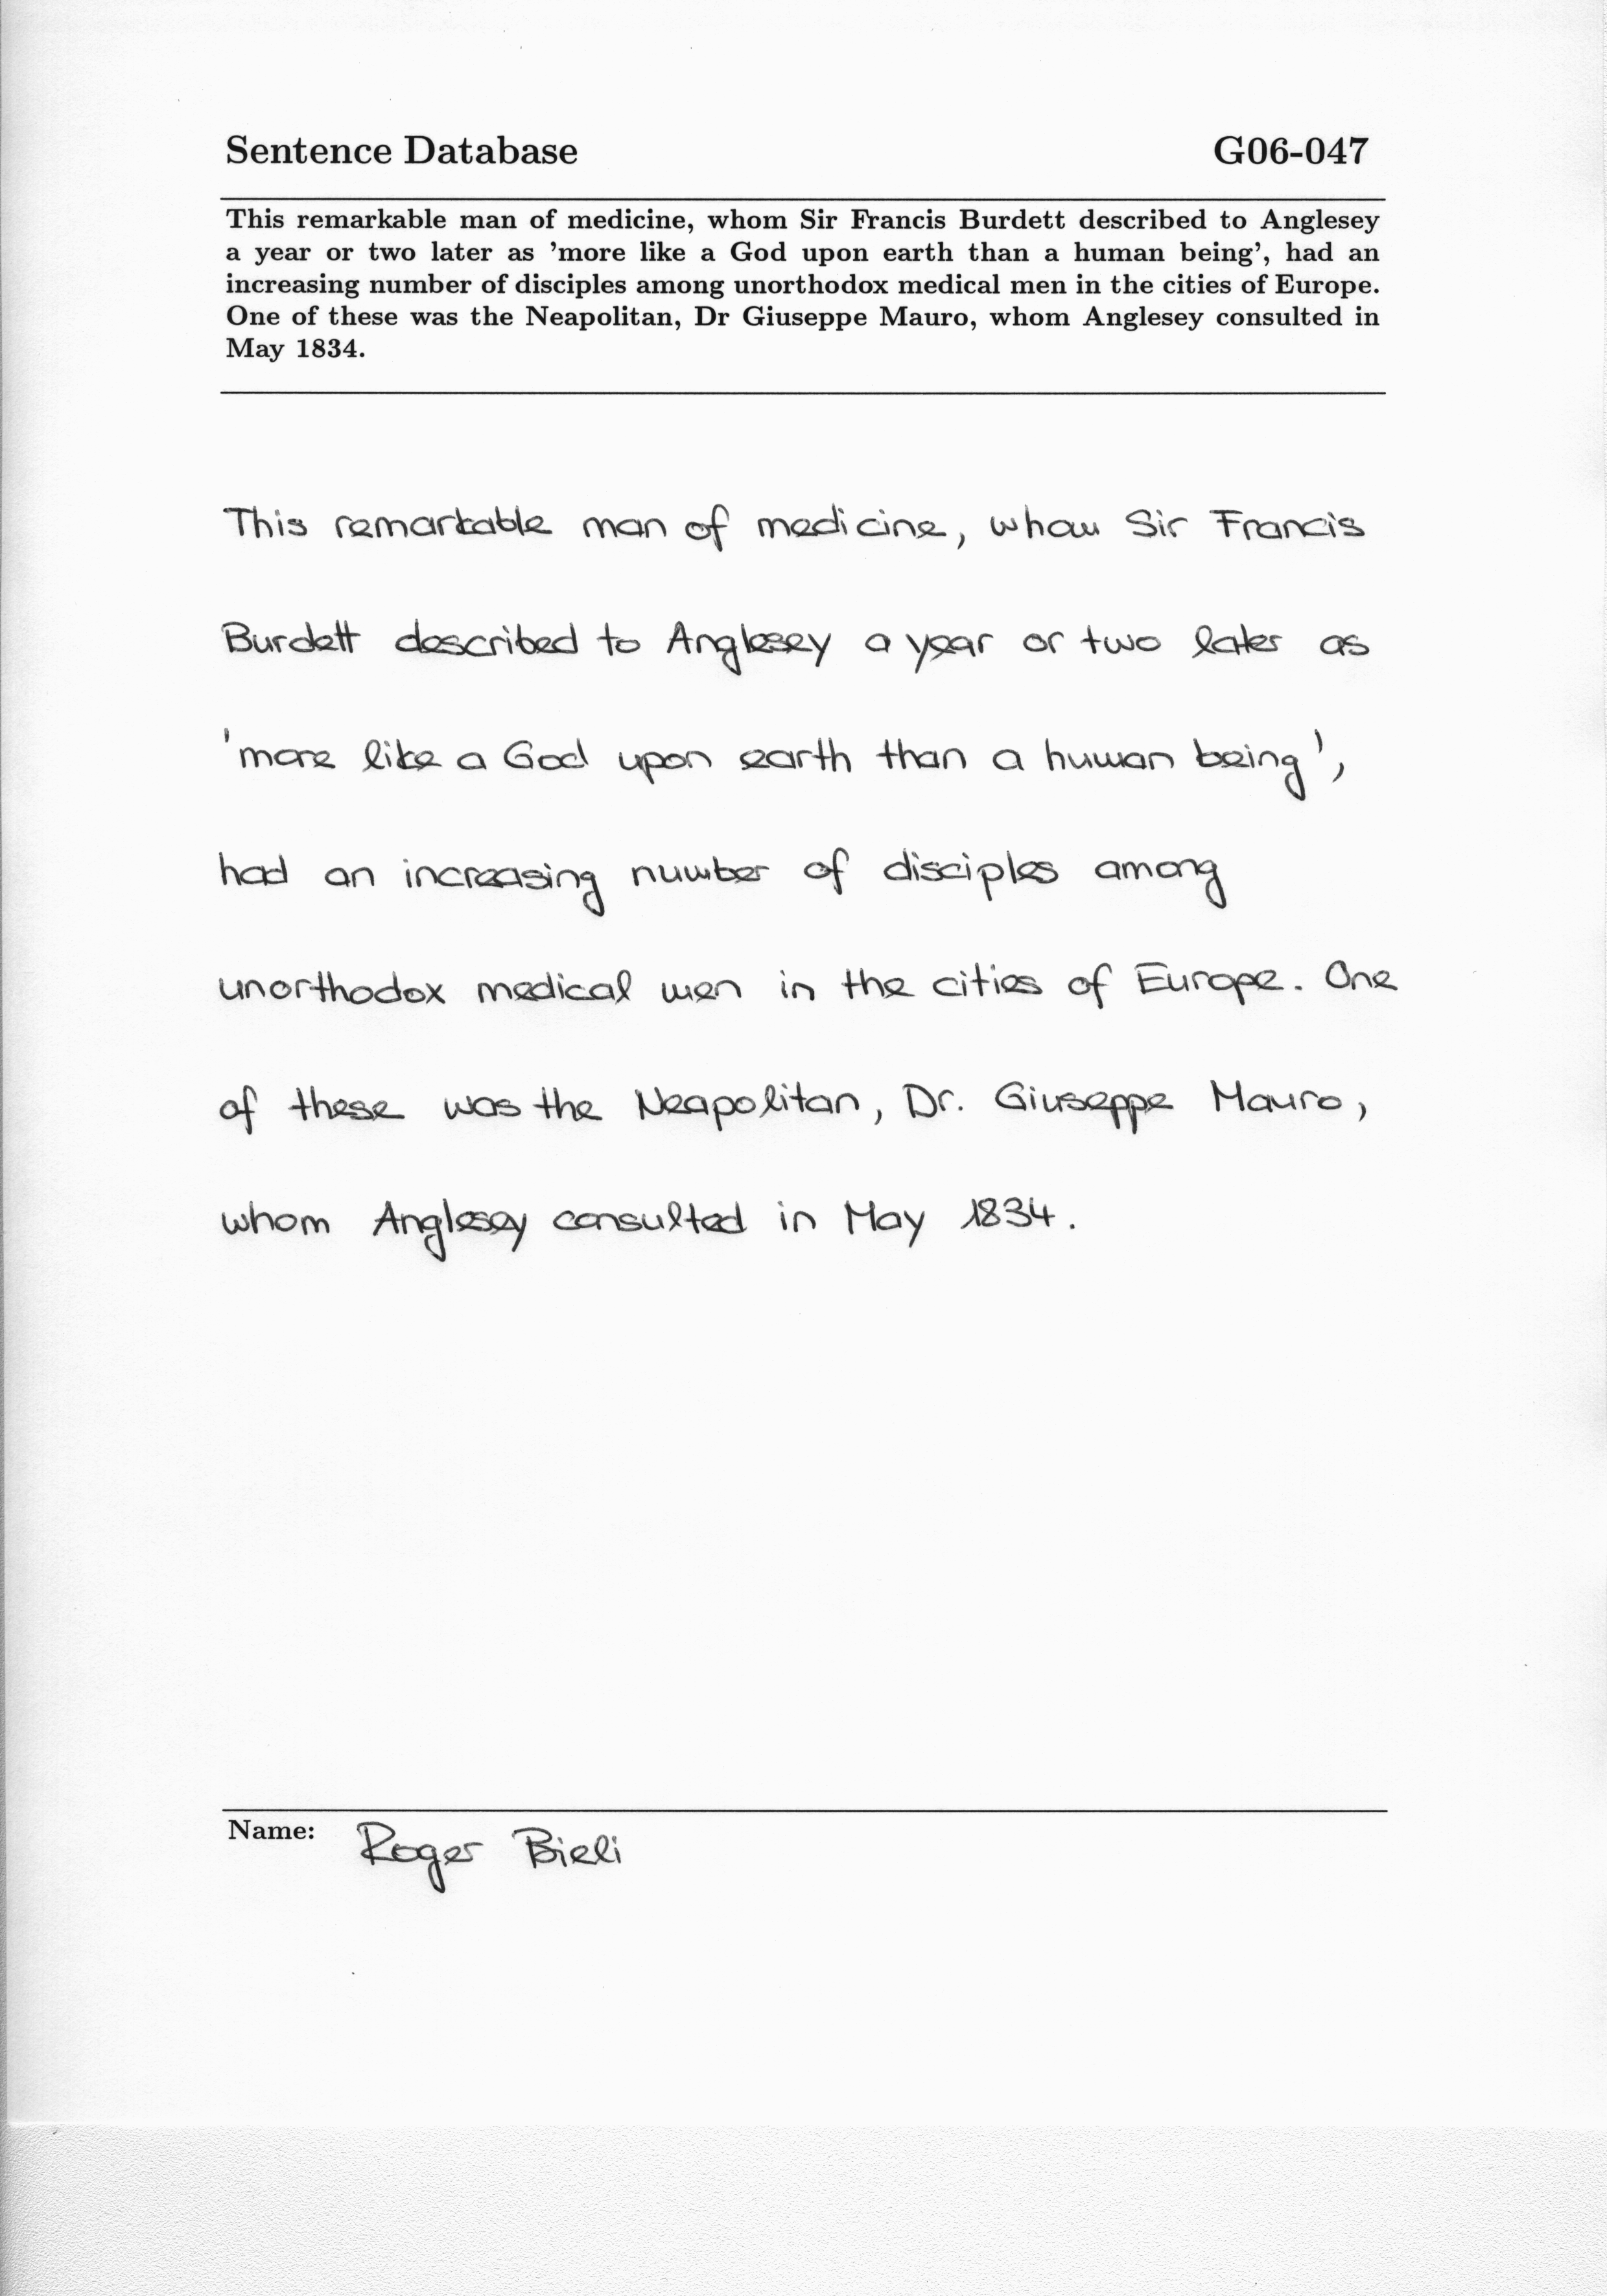 Sentence Database G06-047
This remarkable man of medicine, whom Sir Francis Burdett described to Anglesey
a year or two later as 'more like a God upon earth than a human being', had an
increasing number of disciples among unorthodox medical men in the cities of Europe.
One of these was the Neapolitan, Dr Giuseppe Mauro, whom Anglesey consulted in
May 1834.
This remarkable man of medicine, whom Sir Francis
Burdett described to Anglesey a year or two later as
'more like a God upon earth than a human being',
had an increasing number of disciples among
unorthodox medical men in the cities of Europe. One
of these was the Neapolitan, Dr. Giuseppe Mauro,
whom Anglesey consulted in May 1834.
Name: Roger Bieli